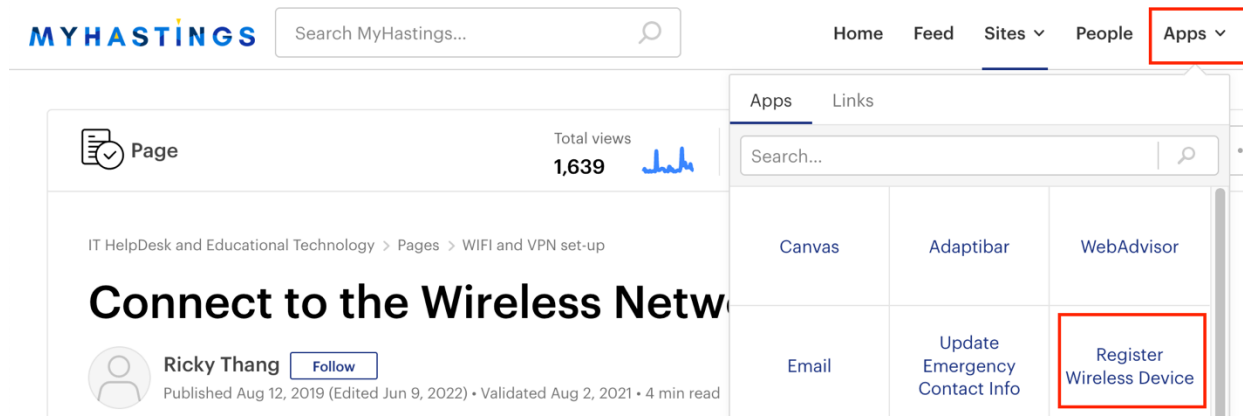 MYHASTINGS
Search MyHastings...
Home
Feed
Sites
People
Apps
Apps
Links
Search...
Page
Total views
1,639
Canvas
Adaptibar
WebAdvisor
IT HelpDesk and Educational Technology > Pages > WIFI and VPN set-up
Connect to the Wireless Netw
Ricky Thang
Follow
Published Aug 12, 2019 (Edited Jun 9, 2022) • Validated Aug 2, 2021 • 4 min read
Email
Update
Emergency
Contact Info
Register
Wireless Device